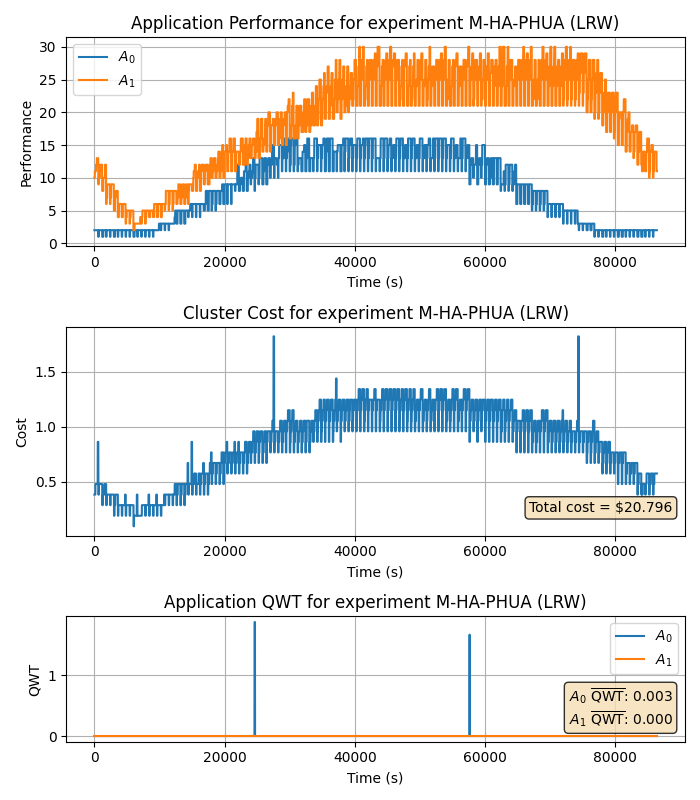 Application Performance for experiment M-HA-PHUA (LRW)
A₀
A₁
30
25
20
15
10
5
0
Performance
0 20000 40000 60000 80000
Time (s)
Cluster Cost for experiment M-HA-PHUA (LRW)
1.5
1.0
0.5
Cost
Total cost = $20.796
0 20000 40000 60000 80000
Time (s)
Application QWT for experiment M-HA-PHUA (LRW)
A₀
A₁
1
0
QWT
A₀ Q̅W̅T̅: 0.003
A₁ Q̅W̅T̅: 0.000
0 20000 40000 60000 80000
Time (s)